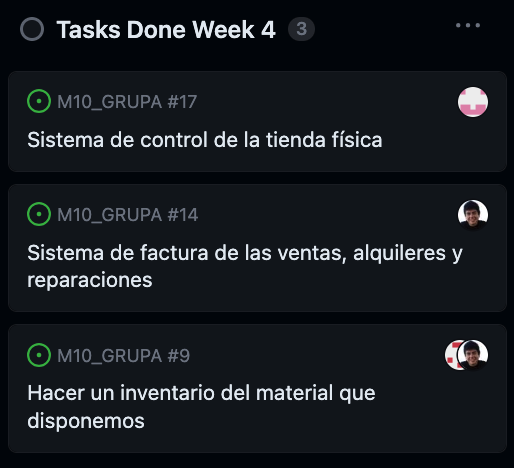 Tasks Done Week 4 3
M10_GRUPA #17
Sistema de control de la tienda física
M10_GRUPA #14
Sistema de factura de las ventas, alquileres y
reparaciones
M10_GRUPA #9
Hacer un inventario del material que
disponemos